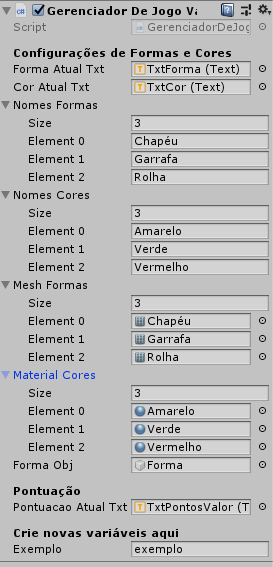 Gerenciador De Jogo Va
Script GerenciadorDeJog
Configurações de Formas e Cores
Forma Atual Txt TxtForma (Text)
Cor Atual Txt TxtCor (Text)
Nomes Formas
Size 3
Element 0 Chapéu
Element 1 Garrafa
Element 2 Rolha
Nomes Cores
Size 3
Element 0 Amarelo
Element 1 Verde
Element 2 Vermelho
Mesh Formas
Size 3
Element 0 Chapéu
Element 1 Garrafa
Element 2 Rolha
Material Cores
Size 3
Element 0 Amarelo
Element 1 Verde
Element 2 Vermelho
Forma Obj Forma
Pontuação
Pontuacao Atual Txt TxtPontosValor (T
Crie novas variáveis aqui
Exemplo exemplo